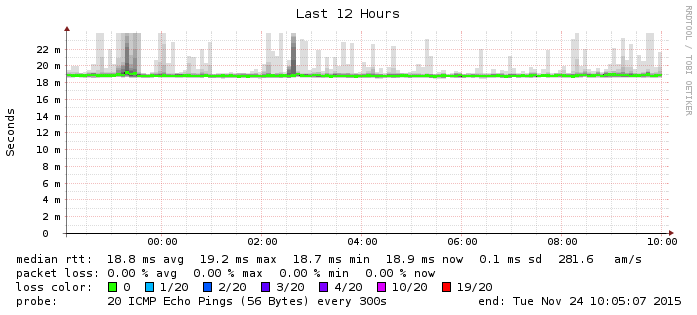 Last 12 Hours
RRDTOOL / TOBI OETIKER
Seconds
22 m
20 m
18 m
16 m
14 m
12 m
10 m
8 m
6 m
4 m
2 m
0
00:00 02:00 04:00 06:00 08:00 10:00
median rtt: 18.8 ms avg 19.2 ms max 18.7 ms min 18.9 ms now 0.1 ms sd 281.6 am/s
packet loss: 0.00 % avg 0.00 % max 0.00 % min 0.00 % now
loss color: 0 1/20 2/20 3/20 4/20 10/20 19/20
probe: 20 ICMP Echo Pings (56 Bytes) every 300s end: Tue Nov 24 10:05:07 2015